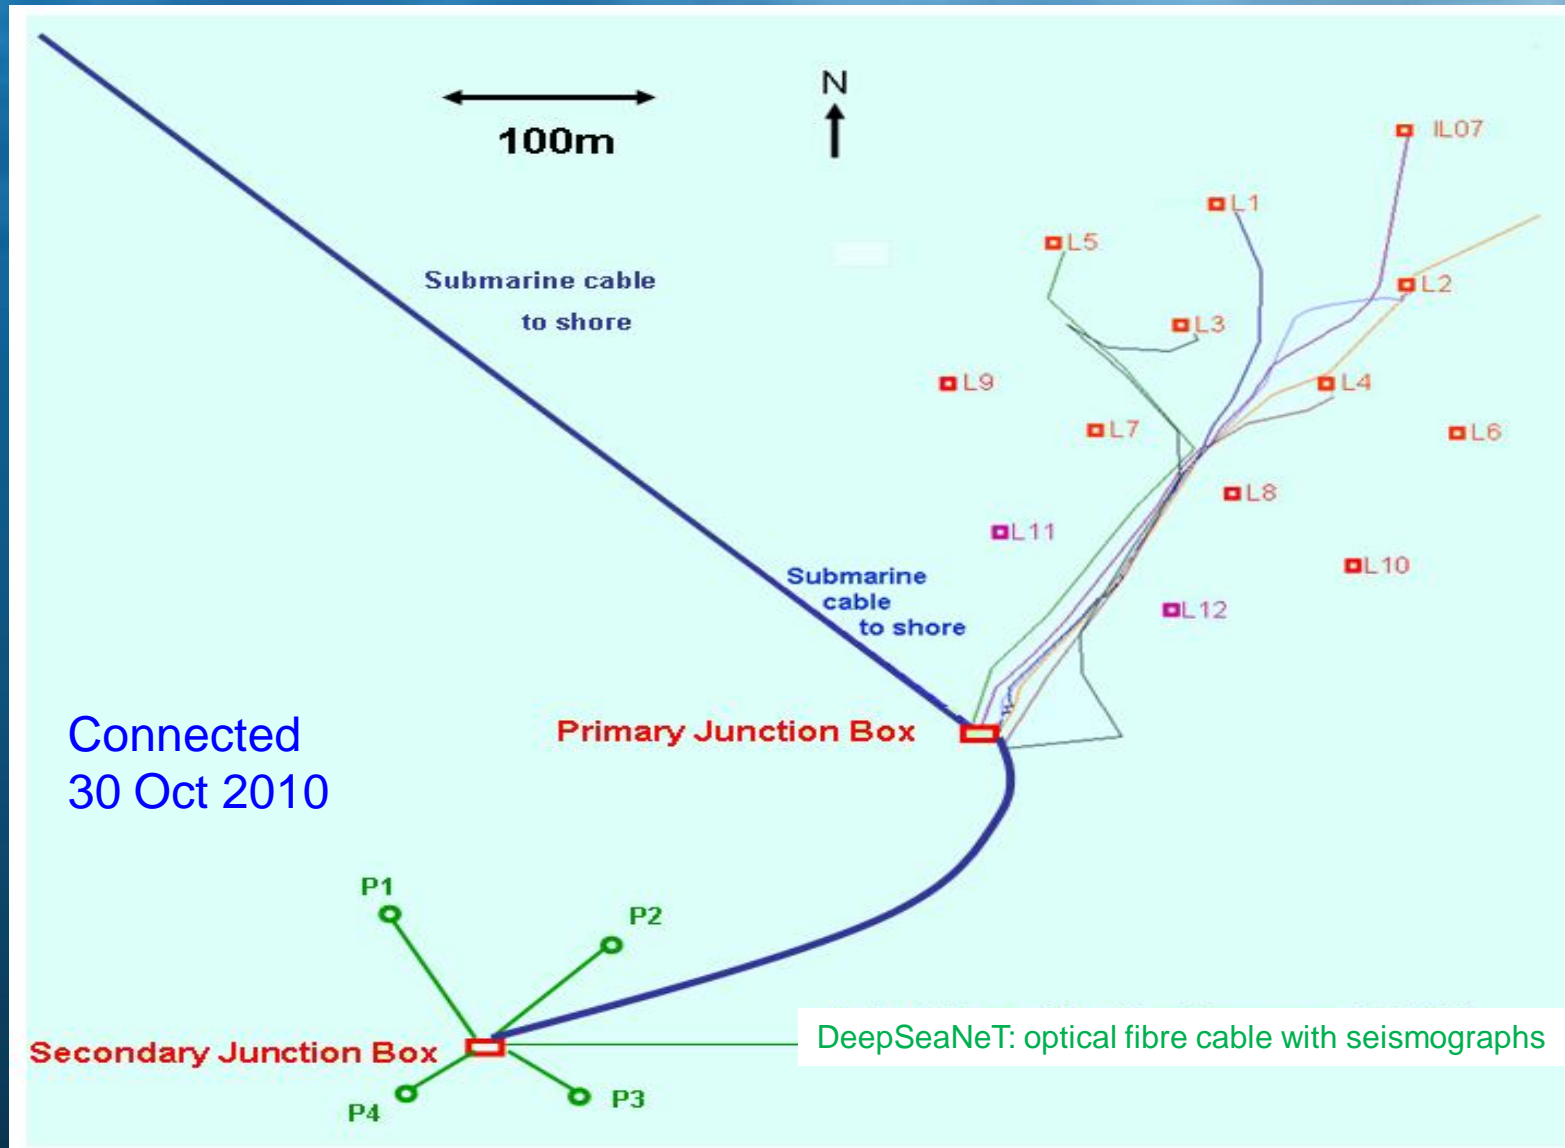 N
100m
IL07
L1
L5
L2
Submarine cable
to shore
L3
L9
L4
L7
L6
L8
L11
L10
Submarine
cable
to shore
L12
Primary Junction Box
Connected
30 Oct 2010
P1
P2
DeepSeaNeT: optical fibre cable with seismographs
Secondary Junction Box
P4
P3